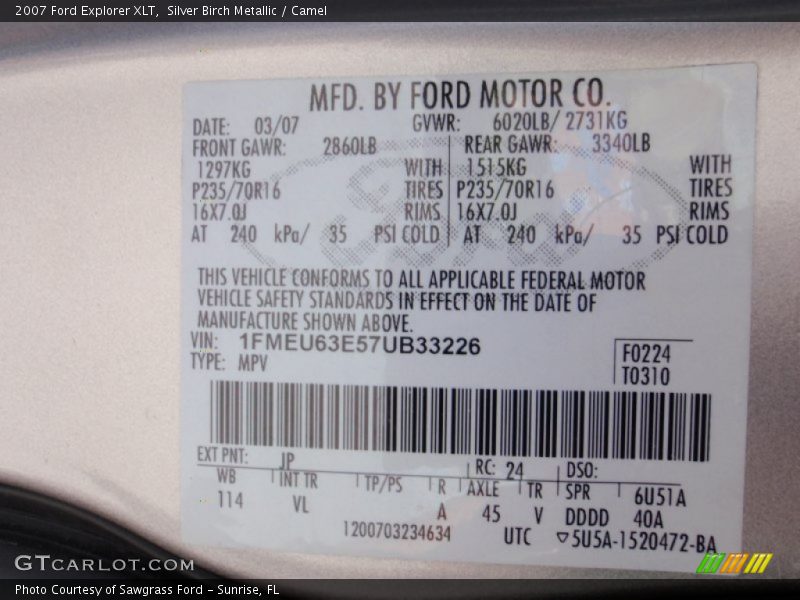 2007 Ford Explorer XLT,  Silver Birch Metallic / Camel
MFD. BY FORD MOTOR CO.
DATE: 03/07 GVWR: 6020LB/ 2731KG
FRONT GAWR: 2860LB REAR GAWR: 3340LB
1297KG WITH 1515KG WITH
P235/70R16 TIRES P235/70R16 TIRES
16X7.0J RIMS 16X7.0J RIMS
AT 240 kPa/ 35 PSI COLD AT 240 kPa/ 35 PSI COLD
THIS VEHICLE CONFORMS TO ALL APPLICABLE FEDERAL MOTOR
VEHICLE SAFETY STANDARDS IN EFFECT ON THE DATE OF
MANUFACTURE SHOWN ABOVE.
VIN: 1FMEU63E57UB33226
TYPE: MPV
F0224
T0310
EXT PNT: JP RC: 24 DSO:
WB INT TR TP/PS R AXLE TR SPR 6U51A
114 VL A 45 V DDDD 40A
1200703234634 UTC ▽5U5A-1520472-BA
GTCARLOT.COM
Photo Courtesy of Sawgrass Ford - Sunrise, FL